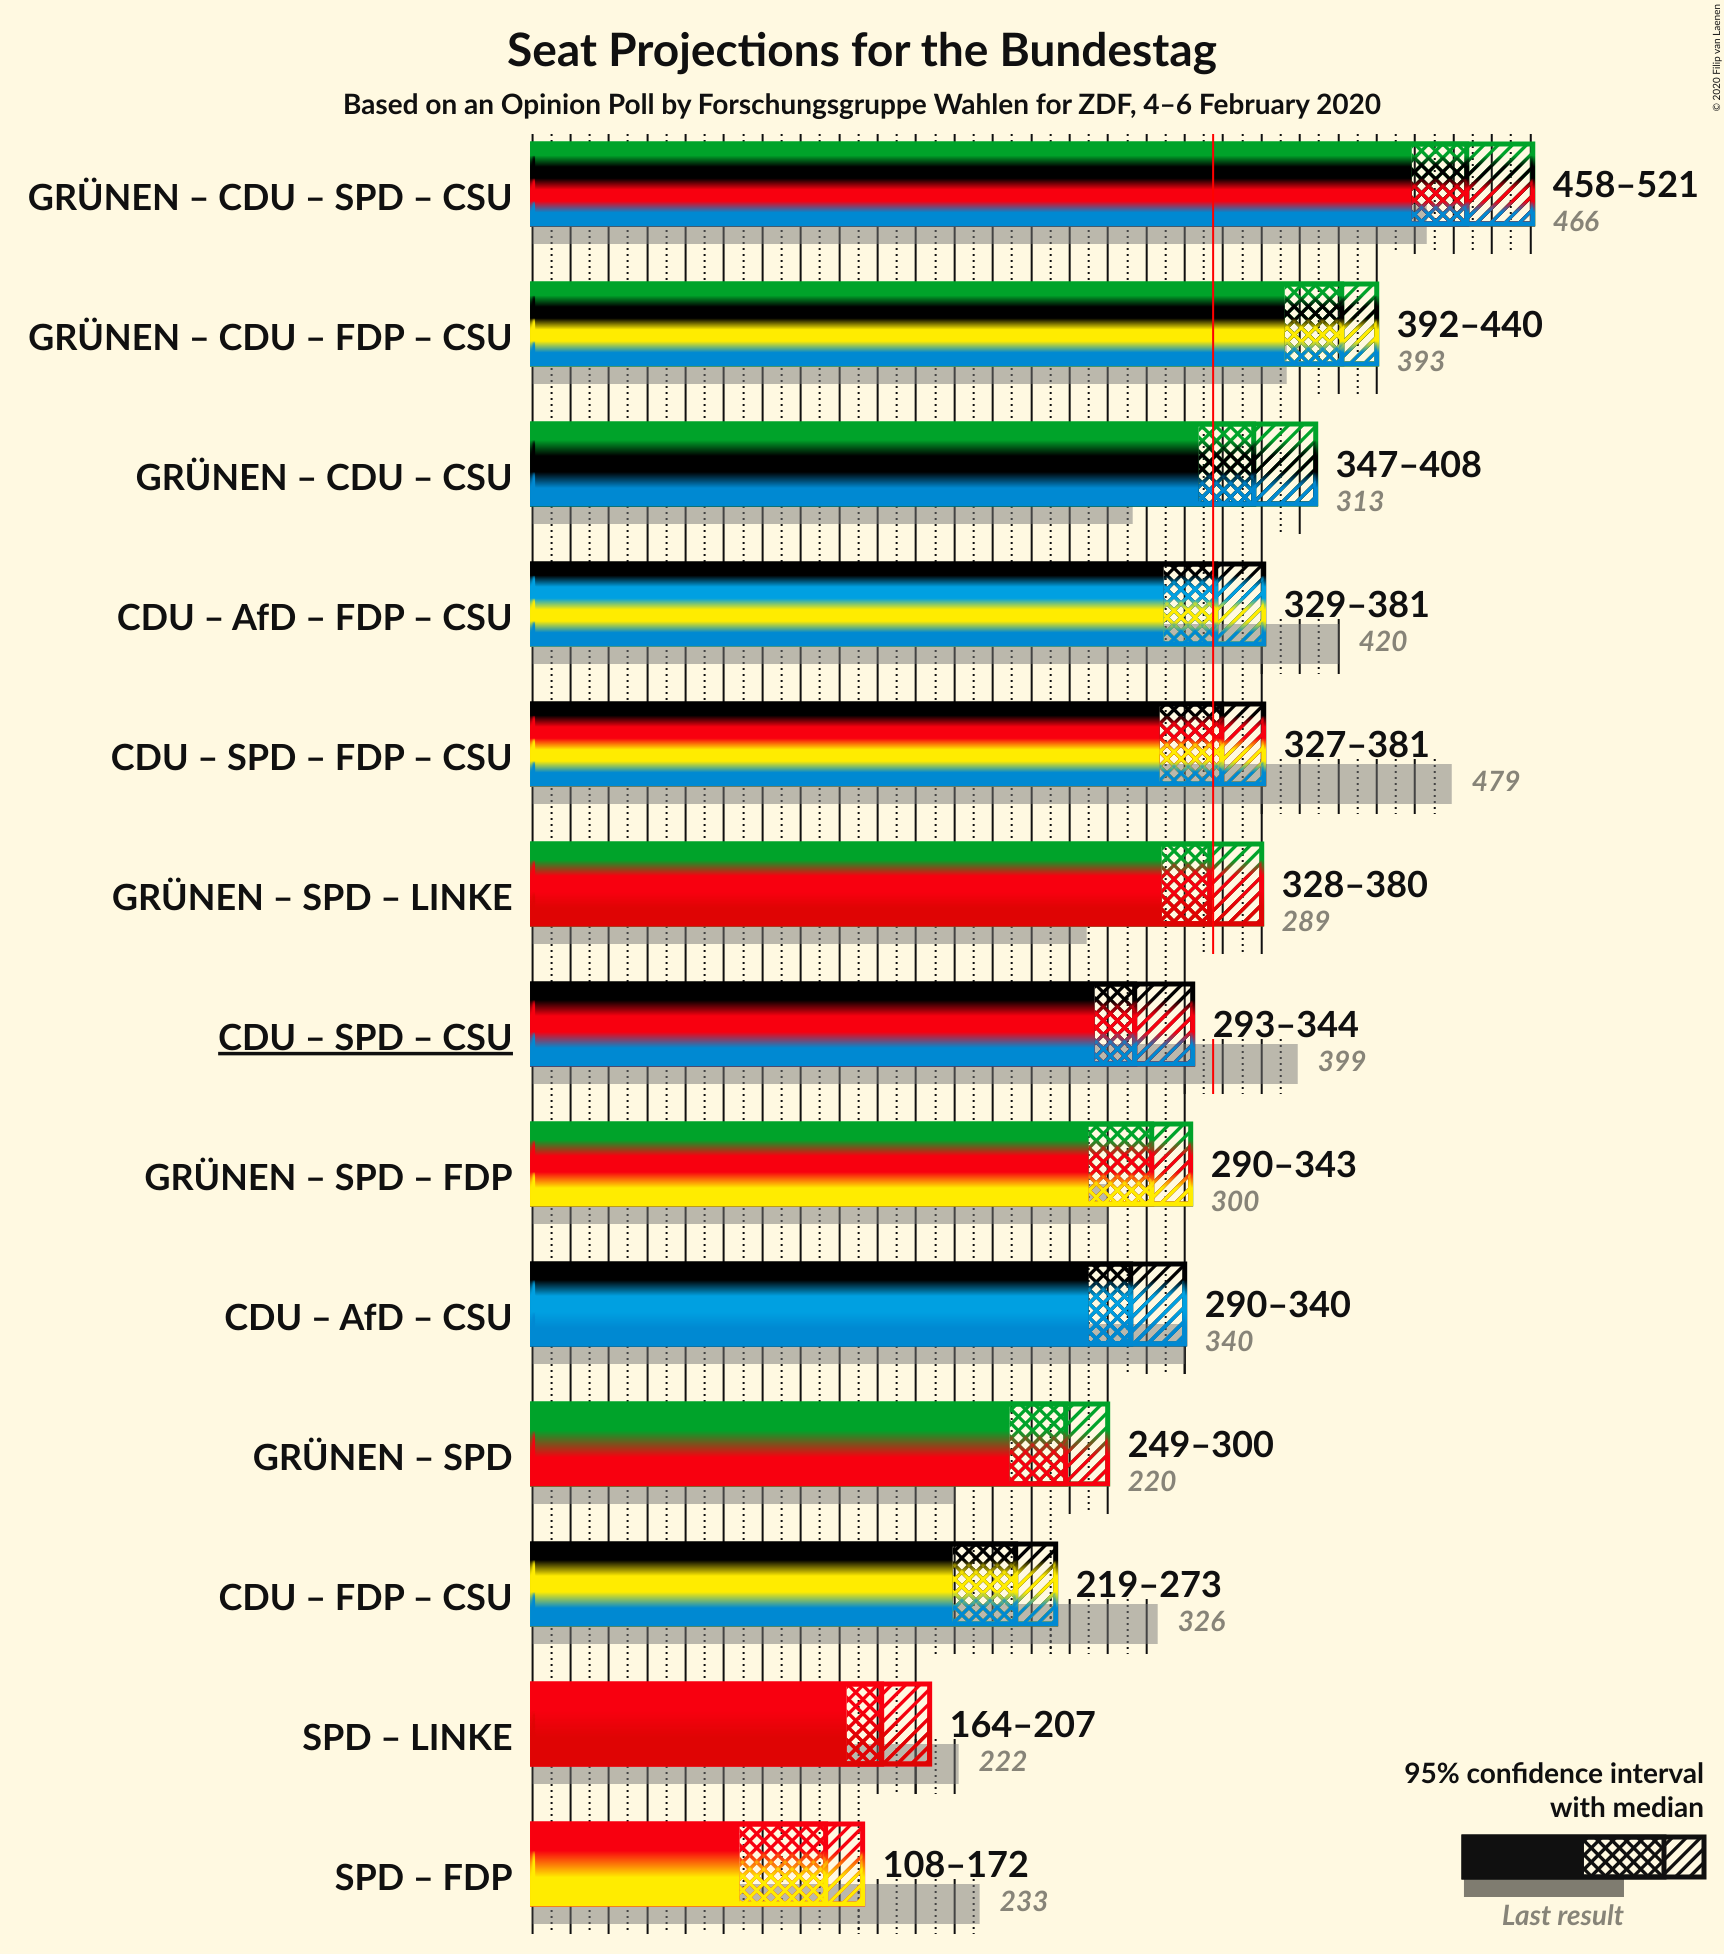 Seat Projections for the Bundestag
Based on an Opinion Poll by Forschungsgruppe Wahlen for ZDF, 4–6 February 2020
© 2020 Filip van Laenen
GRÜNEN – CDU – SPD – CSU
458–521
466
GRÜNEN – CDU – FDP – CSU
392–440
393
GRÜNEN – CDU – CSU
347–408
313
CDU – AfD – FDP – CSU
329–381
420
CDU – SPD – FDP – CSU
327–381
479
GRÜNEN – SPD – LINKE
328–380
289
CDU – SPD – CSU
293–344
399
GRÜNEN – SPD – FDP
290–343
300
CDU – AfD – CSU
290–340
340
GRÜNEN – SPD
249–300
220
CDU – FDP – CSU
219–273
326
SPD – LINKE
164–207
222
SPD – FDP
108–172
233
95% confidence interval
with median
Last result